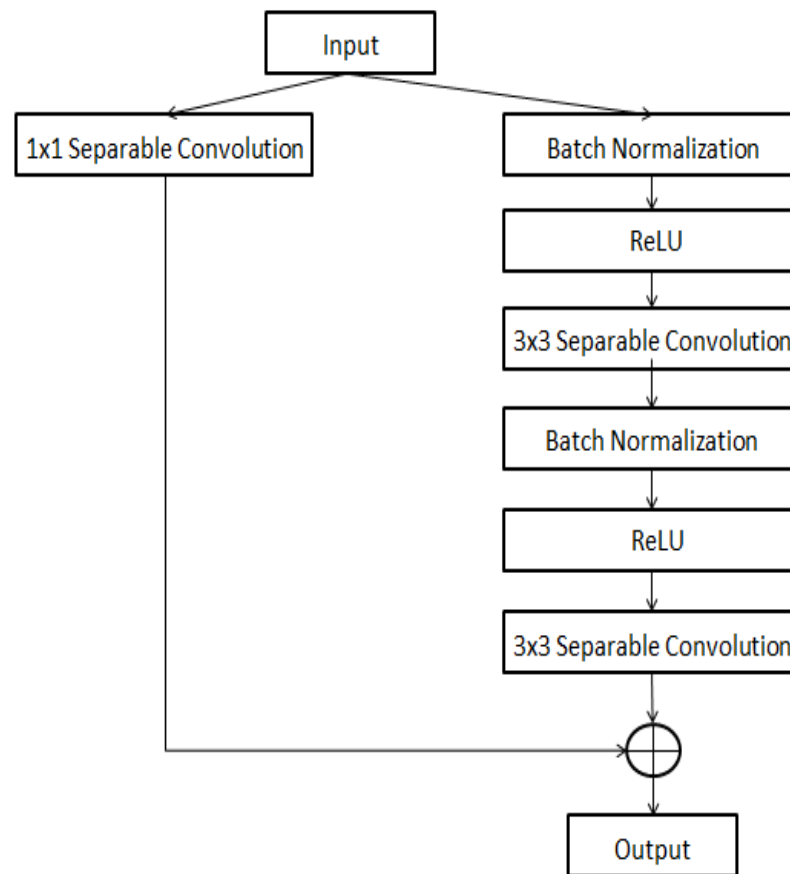 Input
1x1 Separable Convolution
Batch Normalization
ReLU
3x3 Separable Convolution
Batch Normalization
ReLU
3x3 Separable Convolution
Output